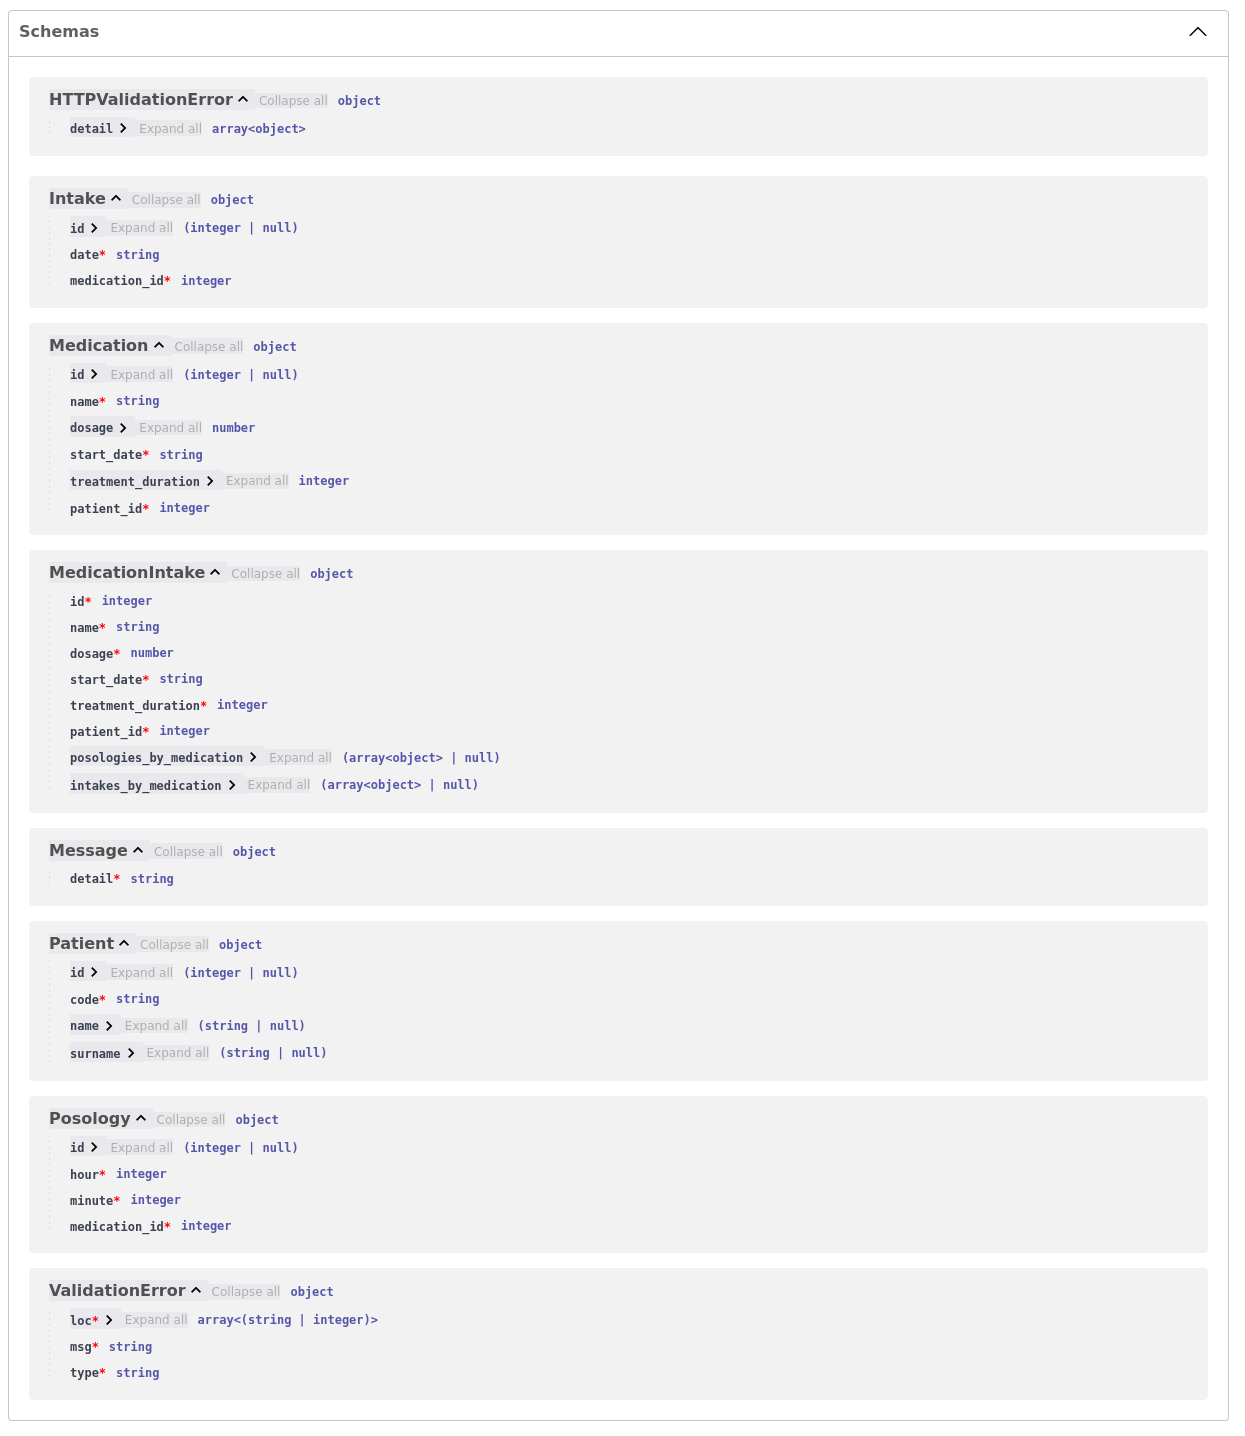 Schemas
HTTPValidationError Collapse all object
detail Expand all array<object>
Intake Collapse all object
id Expand all (integer | null)
date* string
medication_id* integer
Medication Collapse all object
id Expand all (integer | null)
name* string
dosage Expand all number
start_date* string
treatment_duration Expand all integer
patient_id* integer
MedicationIntake Collapse all object
id* integer
name* string
dosage* number
start_date* string
treatment_duration* integer
patient_id* integer
posologies_by_medication Expand all (array<object> | null)
intakes_by_medication Expand all (array<object> | null)
Message Collapse all object
detail* string
Patient Collapse all object
id Expand all (integer | null)
code* string
name Expand all (string | null)
surname Expand all (string | null)
Posology Collapse all object
id Expand all (integer | null)
hour* integer
minute* integer
medication_id* integer
ValidationError Collapse all object
loc* Expand all array<(string | integer)>
msg* string
type* string